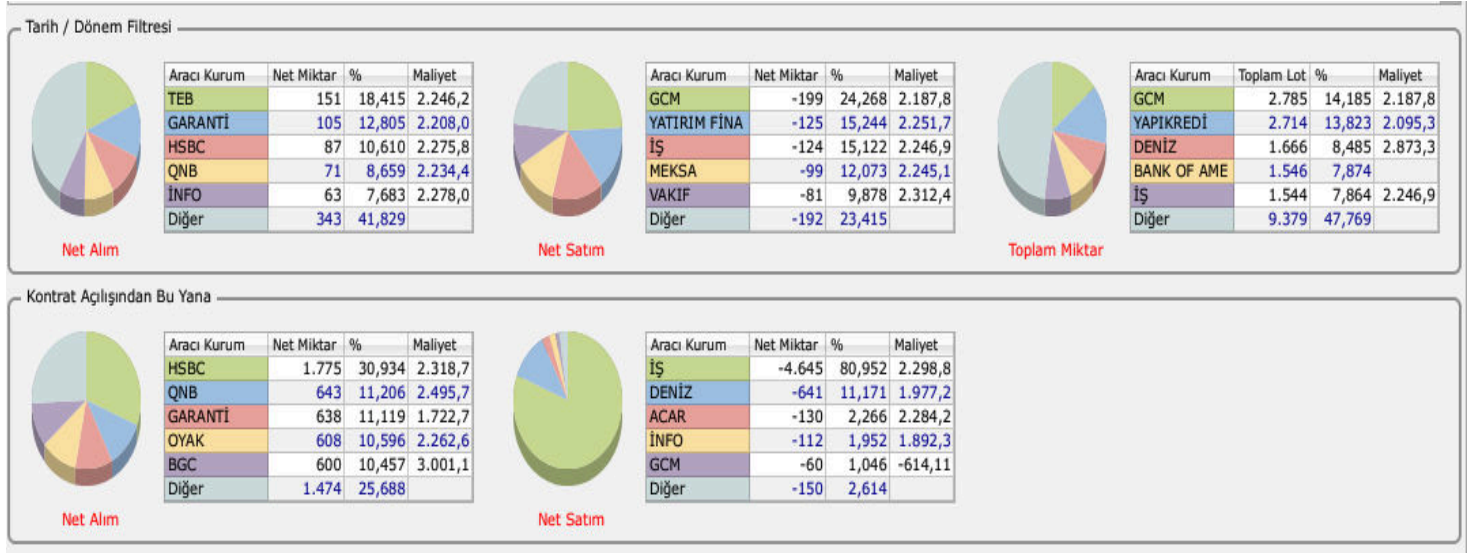 Tarih / Dönem Filtresi
Aracı Kurum Net Miktar % Maliyet
TEB 151 18,415 2.246,2
GARANTİ 105 12,805 2.208,0
HSBC 87 10,610 2.275,8
QNB 71 8,659 2.234,4
İNFO 63 7,683 2.278,0
Diğer 343 41,829
Net Alım
Aracı Kurum Net Miktar % Maliyet
GCM -199 24,268 2.187,8
YATIRIM FİNA -125 15,244 2.251,7
İŞ -124 15,122 2.246,9
MEKSA -99 12,073 2.245,1
VAKIF -81 9,878 2.312,4
Diğer -192 23,415
Net Satım
Aracı Kurum Toplam Lot % Maliyet
GCM 2.785 14,185 2.187,8
YAPIKREDİ 2.714 13,823 2.095,3
DENİZ 1.666 8,485 2.873,3
BANK OF AME 1.546 7,874
İŞ 1.544 7,864 2.246,9
Diğer 9.379 47,769
Toplam Miktar
Kontrat Açılışından Bu Yana
Aracı Kurum Net Miktar % Maliyet
HSBC 1.775 30,934 2.318,7
QNB 643 11,206 2.495,7
GARANTİ 638 11,119 1.722,7
OYAK 608 10,596 2.262,6
BGC 600 10,457 3.001,1
Diğer 1.474 25,688
Net Alım
Aracı Kurum Net Miktar % Maliyet
İŞ -4.645 80,952 2.298,8
DENİZ -641 11,171 1.977,2
ACAR -130 2,266 2.284,2
İNFO -112 1,952 1.892,3
GCM -60 1,046 -614,11
Diğer -150 2,614
Net Satım